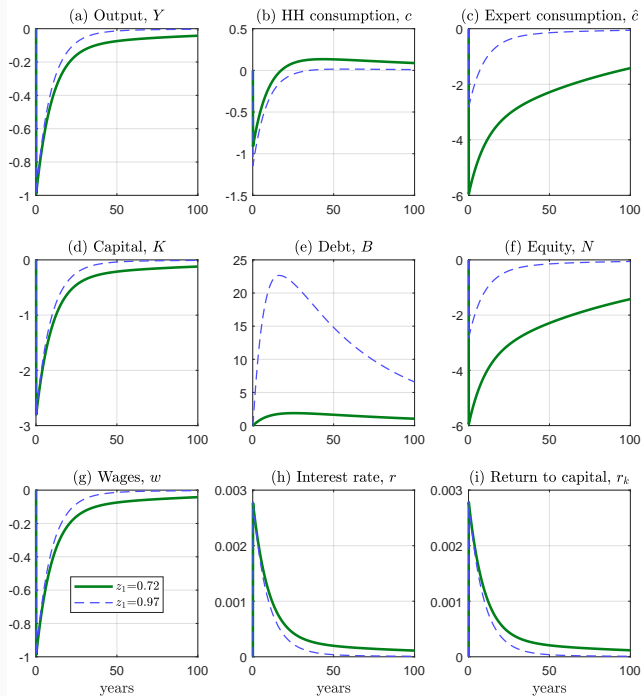 (a) Output, Y
(b) HH consumption, c
(c) Expert consumption, ĉ
0
-0.2
-0.4
-0.6
-0.8
-1
0 50 100
0.5
0
-0.5
-1
-1.5
0 50 100
0
-2
-4
-6
0 50 100
(d) Capital, K
(e) Debt, B
(f) Equity, N
0
-1
-2
-3
0 50 100
25
20
15
10
5
0
0 50 100
0
-2
-4
-6
0 50 100
(g) Wages, w
(h) Interest rate, r
(i) Return to capital, r_k
0
-0.2
-0.4
-0.6
-0.8
-1
0 50 100
years
z₁=0.72
z₁=0.97
0.003
0.002
0.001
0
0 50 100
years
0.003
0.002
0.001
0
0 50 100
years